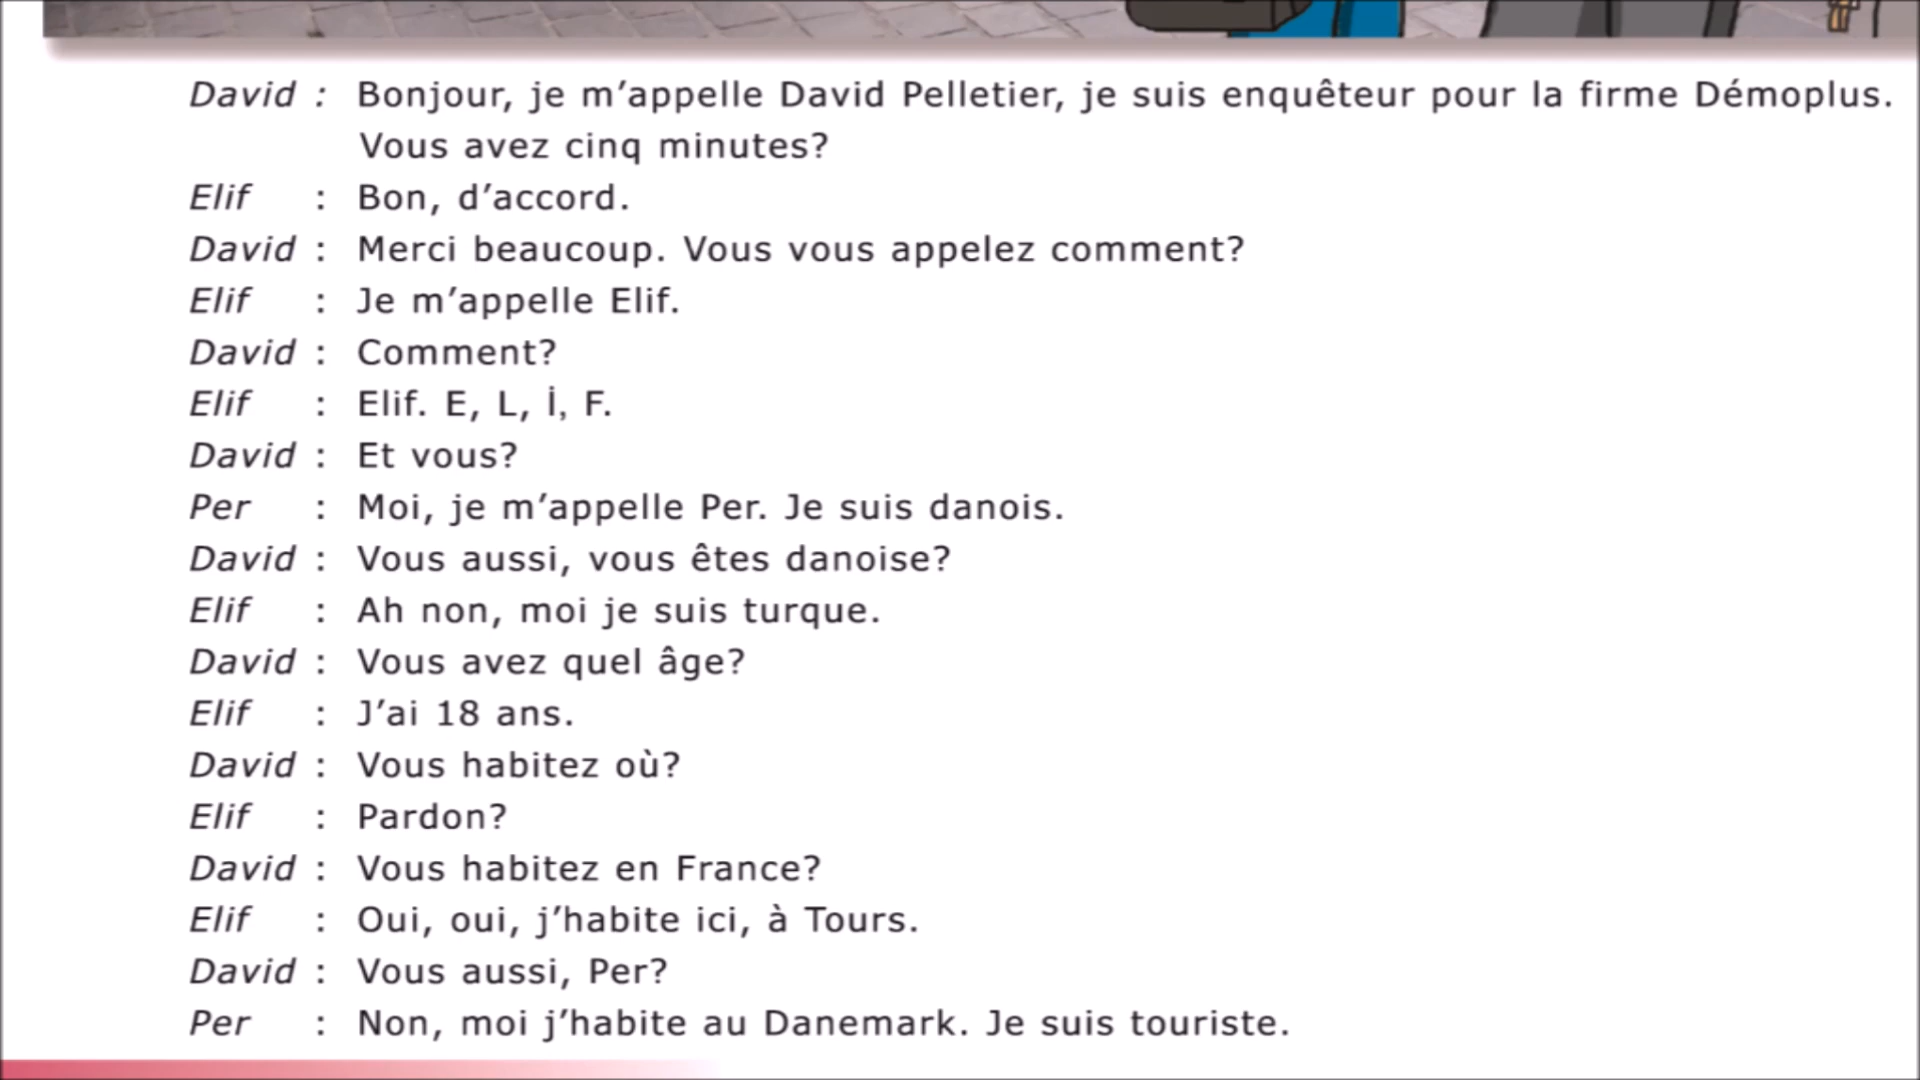 David : Bonjour, je m’appelle David Pelletier, je suis enquêteur pour la firme Démoplus.
Vous avez cinq minutes?
Elif : Bon, d’accord.
David : Merci beaucoup. Vous vous appelez comment?
Elif : Je m’appelle Elif.
David : Comment?
Elif : Elif. E, L, İ, F.
David : Et vous?
Per : Moi, je m’appelle Per. Je suis danois.
David : Vous aussi, vous êtes danoise?
Elif : Ah non, moi je suis turque.
David : Vous avez quel âge?
Elif : J’ai 18 ans.
David : Vous habitez où?
Elif : Pardon?
David : Vous habitez en France?
Elif : Oui, oui, j’habite ici, à Tours.
David : Vous aussi, Per?
Per : Non, moi j’habite au Danemark. Je suis touriste.